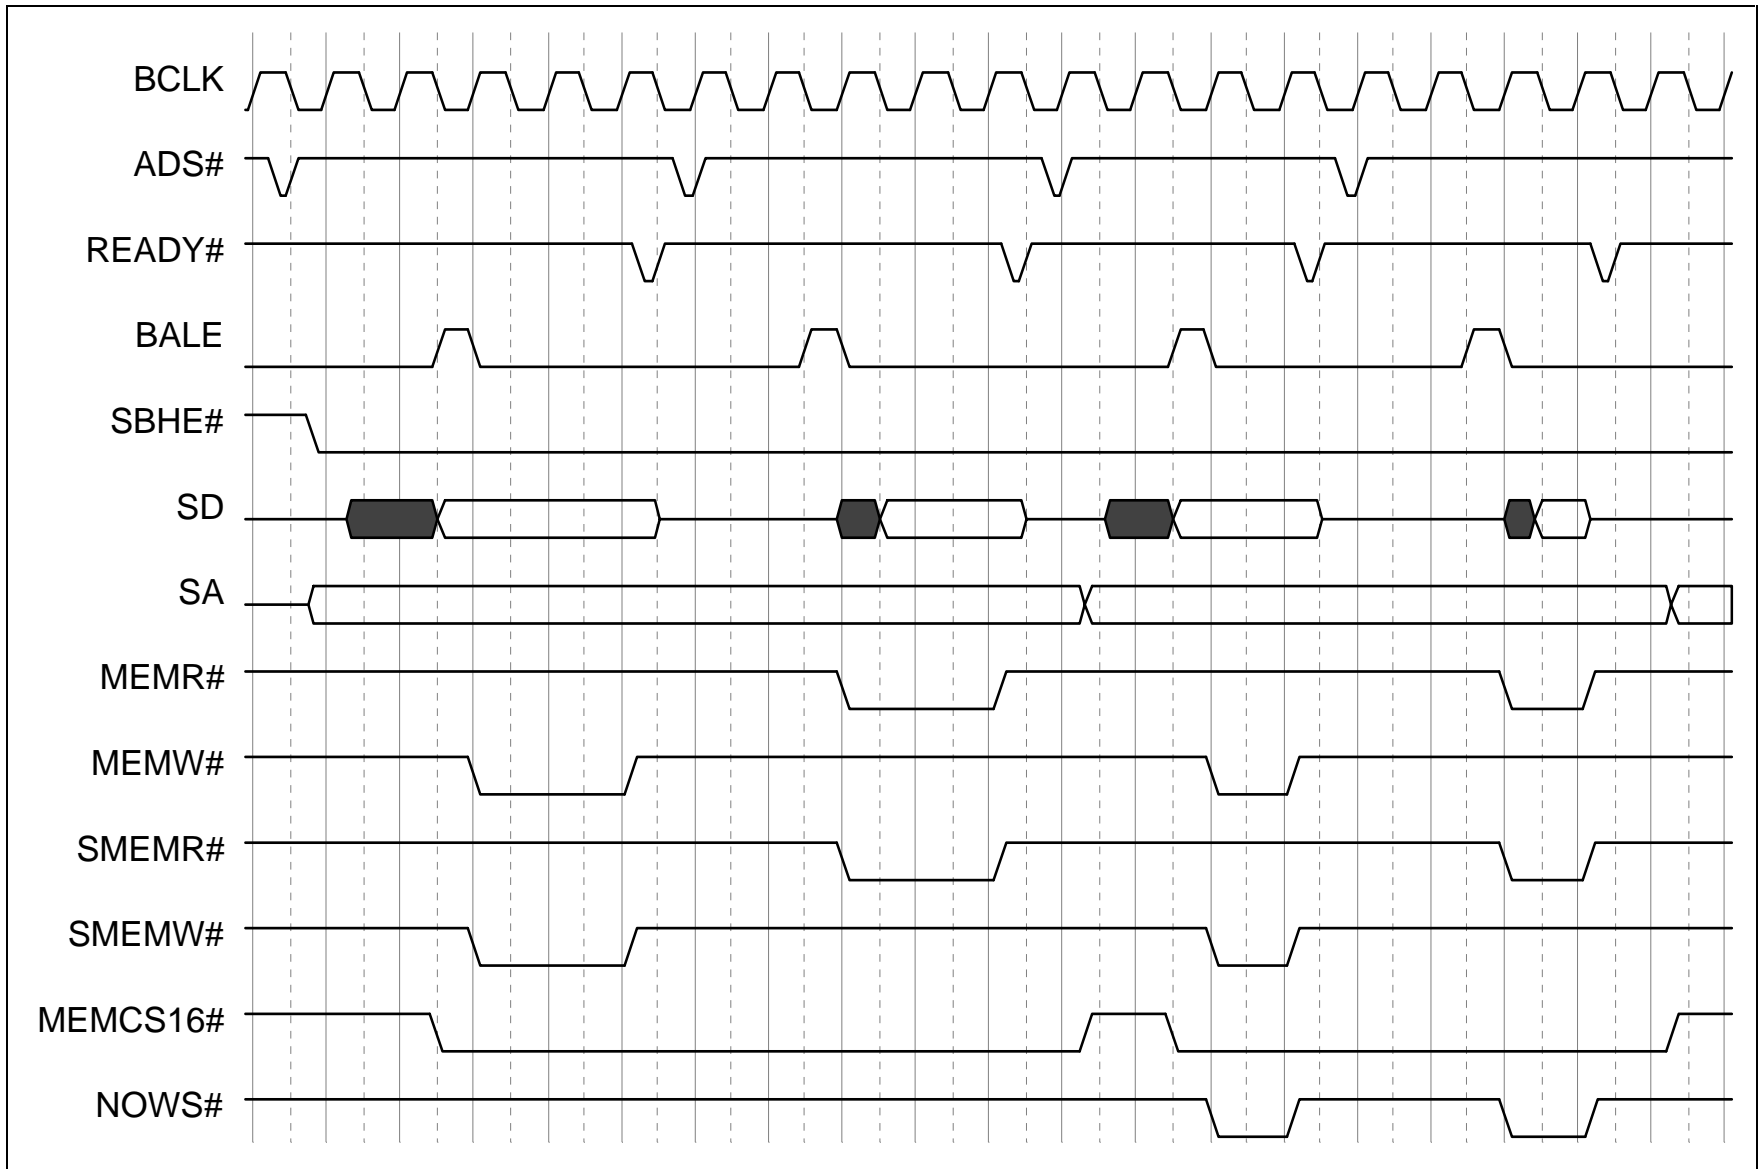 BCLK
ADS#
READY#
BALE
SBHE#
SD
SA
MEMR#
MEMW#
SMEMR#
SMEMW#
MEMCS16#
NOWS#